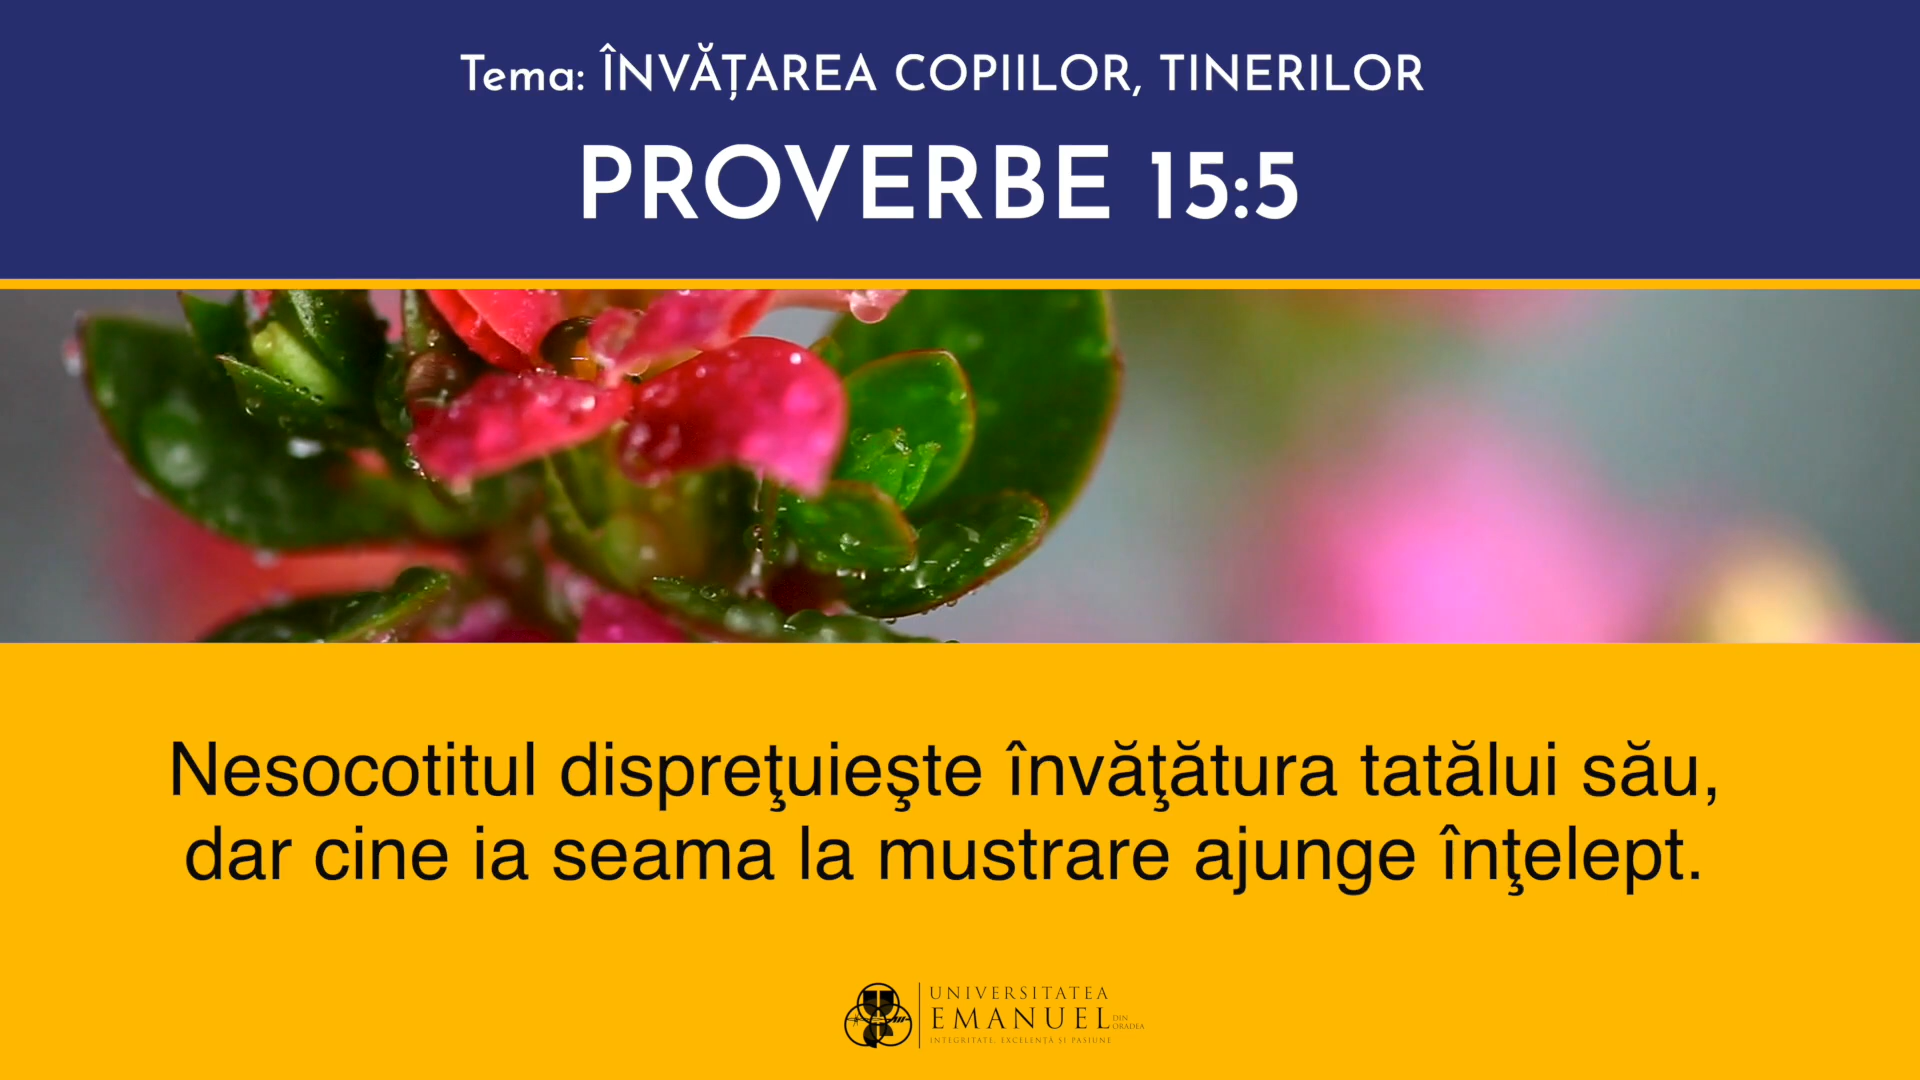 Tema: ÎNVĂȚAREA COPIILOR, TINERILOR
PROVERBE 15:5
Nesocotitul dispreţuieşte învăţătura tatălui său,
dar cine ia seama la mustrare ajunge înţelept.
UNIVERSITATEA
EMANUEL DIN ORADEA
INTEGRITATE, EXCELENȚĂ ȘI PASIUNE